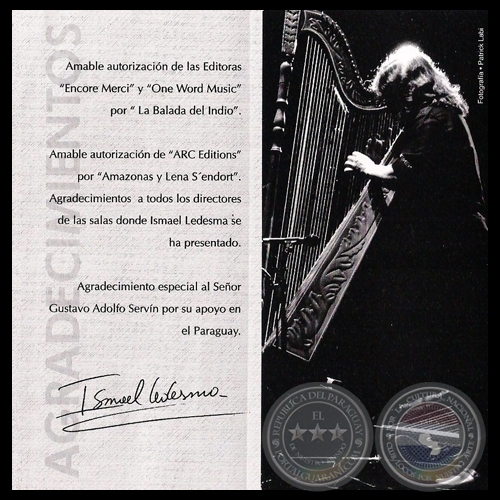 AGRADECIMIENTOS
Amable autorización de las Editoras
“Encore Merci” y “One Word Music”
por “ La Balada del Indio”.
Amable autorización de “ARC Editions”
por “Amazonas y Lena S´endort”.
Agradecimientos a todos los directores
de las salas donde Ismael Ledesma se
ha presentado.
Agradecimiento especial al Señor
Gustavo Adolfo Servín por su apoyo en
el Paraguay.
Ismael Ledesma
Fotografía • Patrick Labi
REPUBLICA DEL PARAGUAY
EL
PORTALGUARANI.COM